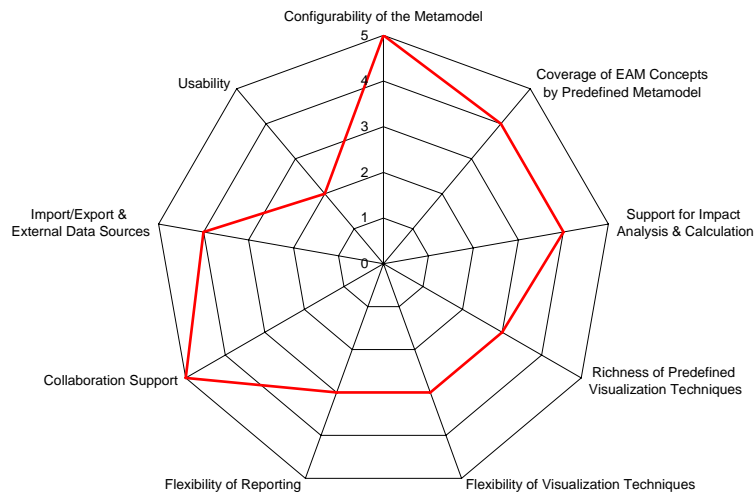 Configurability of the Metamodel
5
Coverage of EAM Concepts
by Predefined Metamodel
Usability
4
3
2
Import/Export &
External Data Sources
1
Support for Impact
Analysis & Calculation
0
Collaboration Support
Richness of Predefined
Visualization Techniques
Flexibility of Reporting
Flexibility of Visualization Techniques